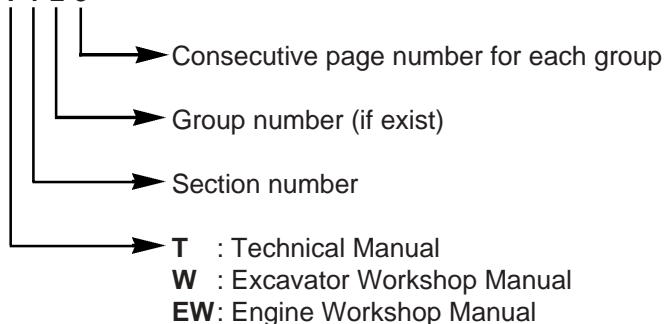 Consecutive page number for each group
Group number (if exist)
Section number
T : Technical Manual
W : Excavator Workshop Manual
EW : Engine Workshop Manual